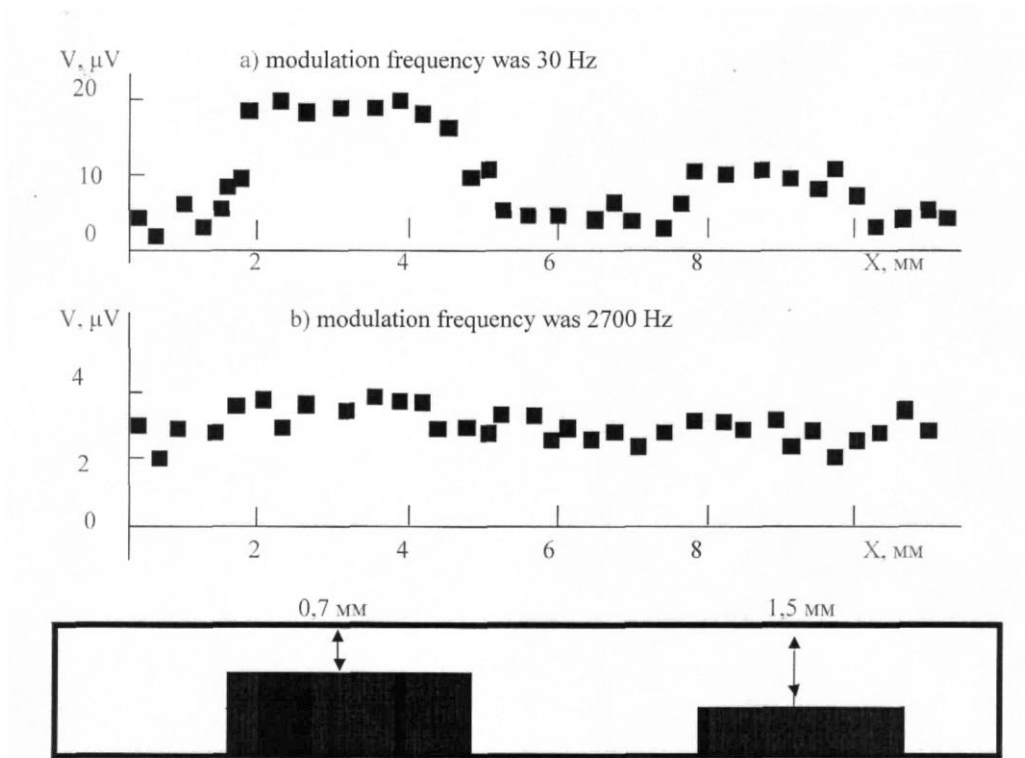 V, µV
a) modulation frequency was 30 Hz
20
10
0
2 4 6 8 X, мм
V, µV
b) modulation frequency was 2700 Hz
4
2
0
2 4 6 8 X, мм
0,7 мм 1,5 мм